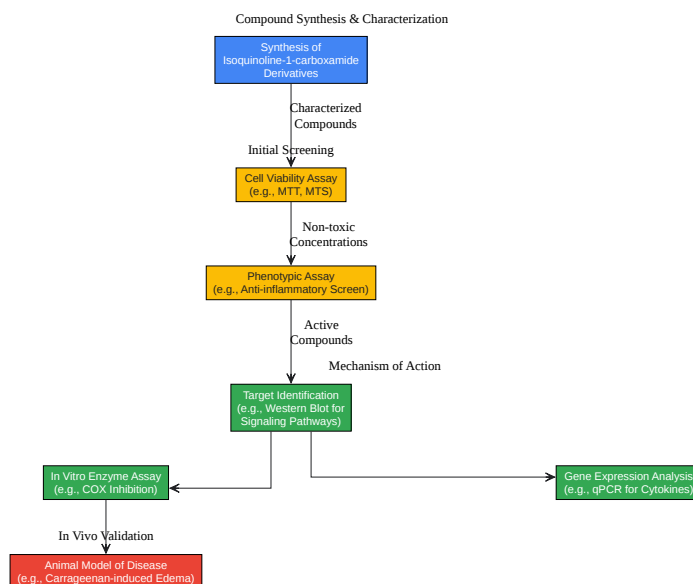 Compound Synthesis & Characterization
Synthesis of
Isoquinoline-1-carboxamide
Derivatives
Characterized
Compounds
Initial Screening
Cell Viability Assay
(e.g., MTT, MTS)
Non-toxic
Concentrations
Phenotypic Assay
(e.g., Anti-inflammatory Screen)
Active
Compounds
Mechanism of Action
Target Identification
(e.g., Western Blot for
Signaling Pathways)
In Vitro Enzyme Assay
(e.g., COX Inhibition)
Gene Expression Analysis
(e.g., qPCR for Cytokines)
In Vivo Validation
Animal Model of Disease
(e.g., Carrageenan-induced Edema)